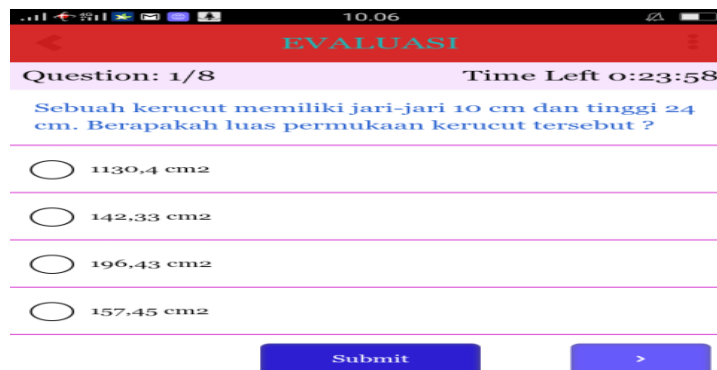 10.06
EVALUASI
Question: 1/8
Time Left 0:23:58
Sebuah kerucut memiliki jari-jari 10 cm dan tinggi 24
cm. Berapakah luas permukaan kerucut tersebut ?
1130,4 cm2
142,33 cm2
196,43 cm2
157,45 cm2
Submit
>